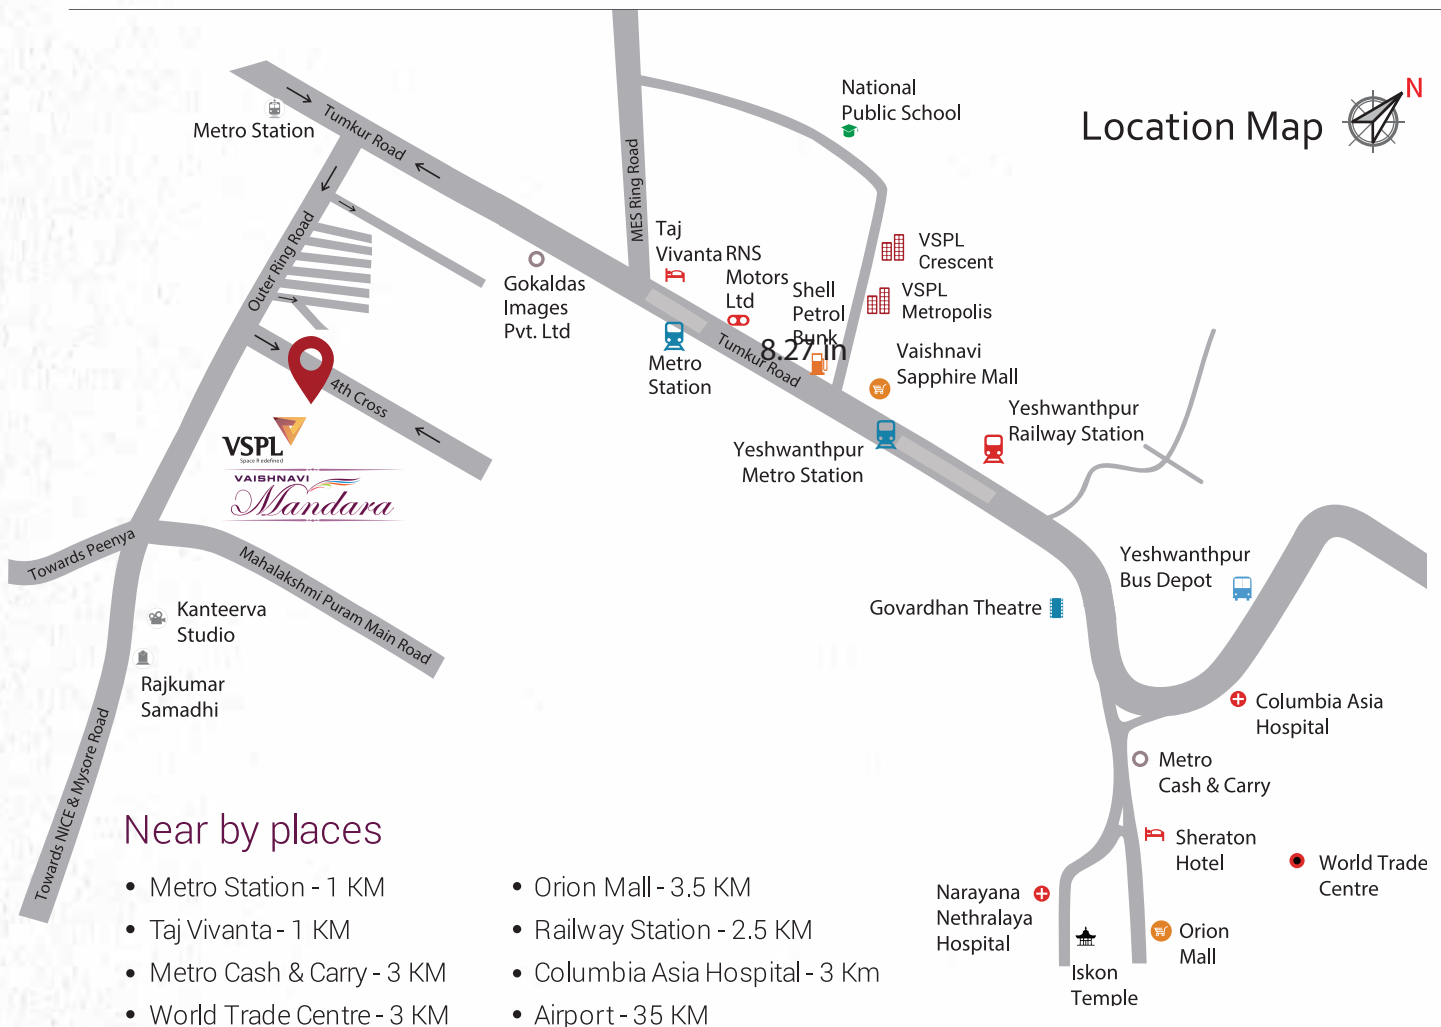 Location Map
N
National
Public School
Metro Station
Tumkur Road
MES Ring Road
Outer Ring Road
Taj
Vivanta
RNS
Motors
Ltd
Shell
Petrol
Bunk
8.27 in
VSPL
Crescent
VSPL
Metropolis
Gokaldas
Images
Pvt. Ltd
Metro
Station
Tumkur Road
Vaishnavi
Sapphire Mall
4th Cross
Yeshwanthpur
Railway Station
Yeshwanthpur
Metro Station
VSPL
Space Redefined
VAISHNAVI
Mandara
Towards Peenya
Mahalakshmi Puram Main Road
Yeshwanthpur
Bus Depot
Govardhan Theatre
Kanteerva
Studio
Rajkumar
Samadhi
Towards NICE & Mysore Road
Columbia Asia
Hospital
Metro
Cash & Carry
Sheraton
Hotel
World Trade
Centre
Narayana
Nethralaya
Hospital
Orion
Mall
Iskon
Temple
Near by places
• Metro Station - 1 KM
• Taj Vivanta - 1 KM
• Metro Cash & Carry - 3 KM
• World Trade Centre - 3 KM
• Orion Mall - 3.5 KM
• Railway Station - 2.5 KM
• Columbia Asia Hospital - 3 Km
• Airport - 35 KM